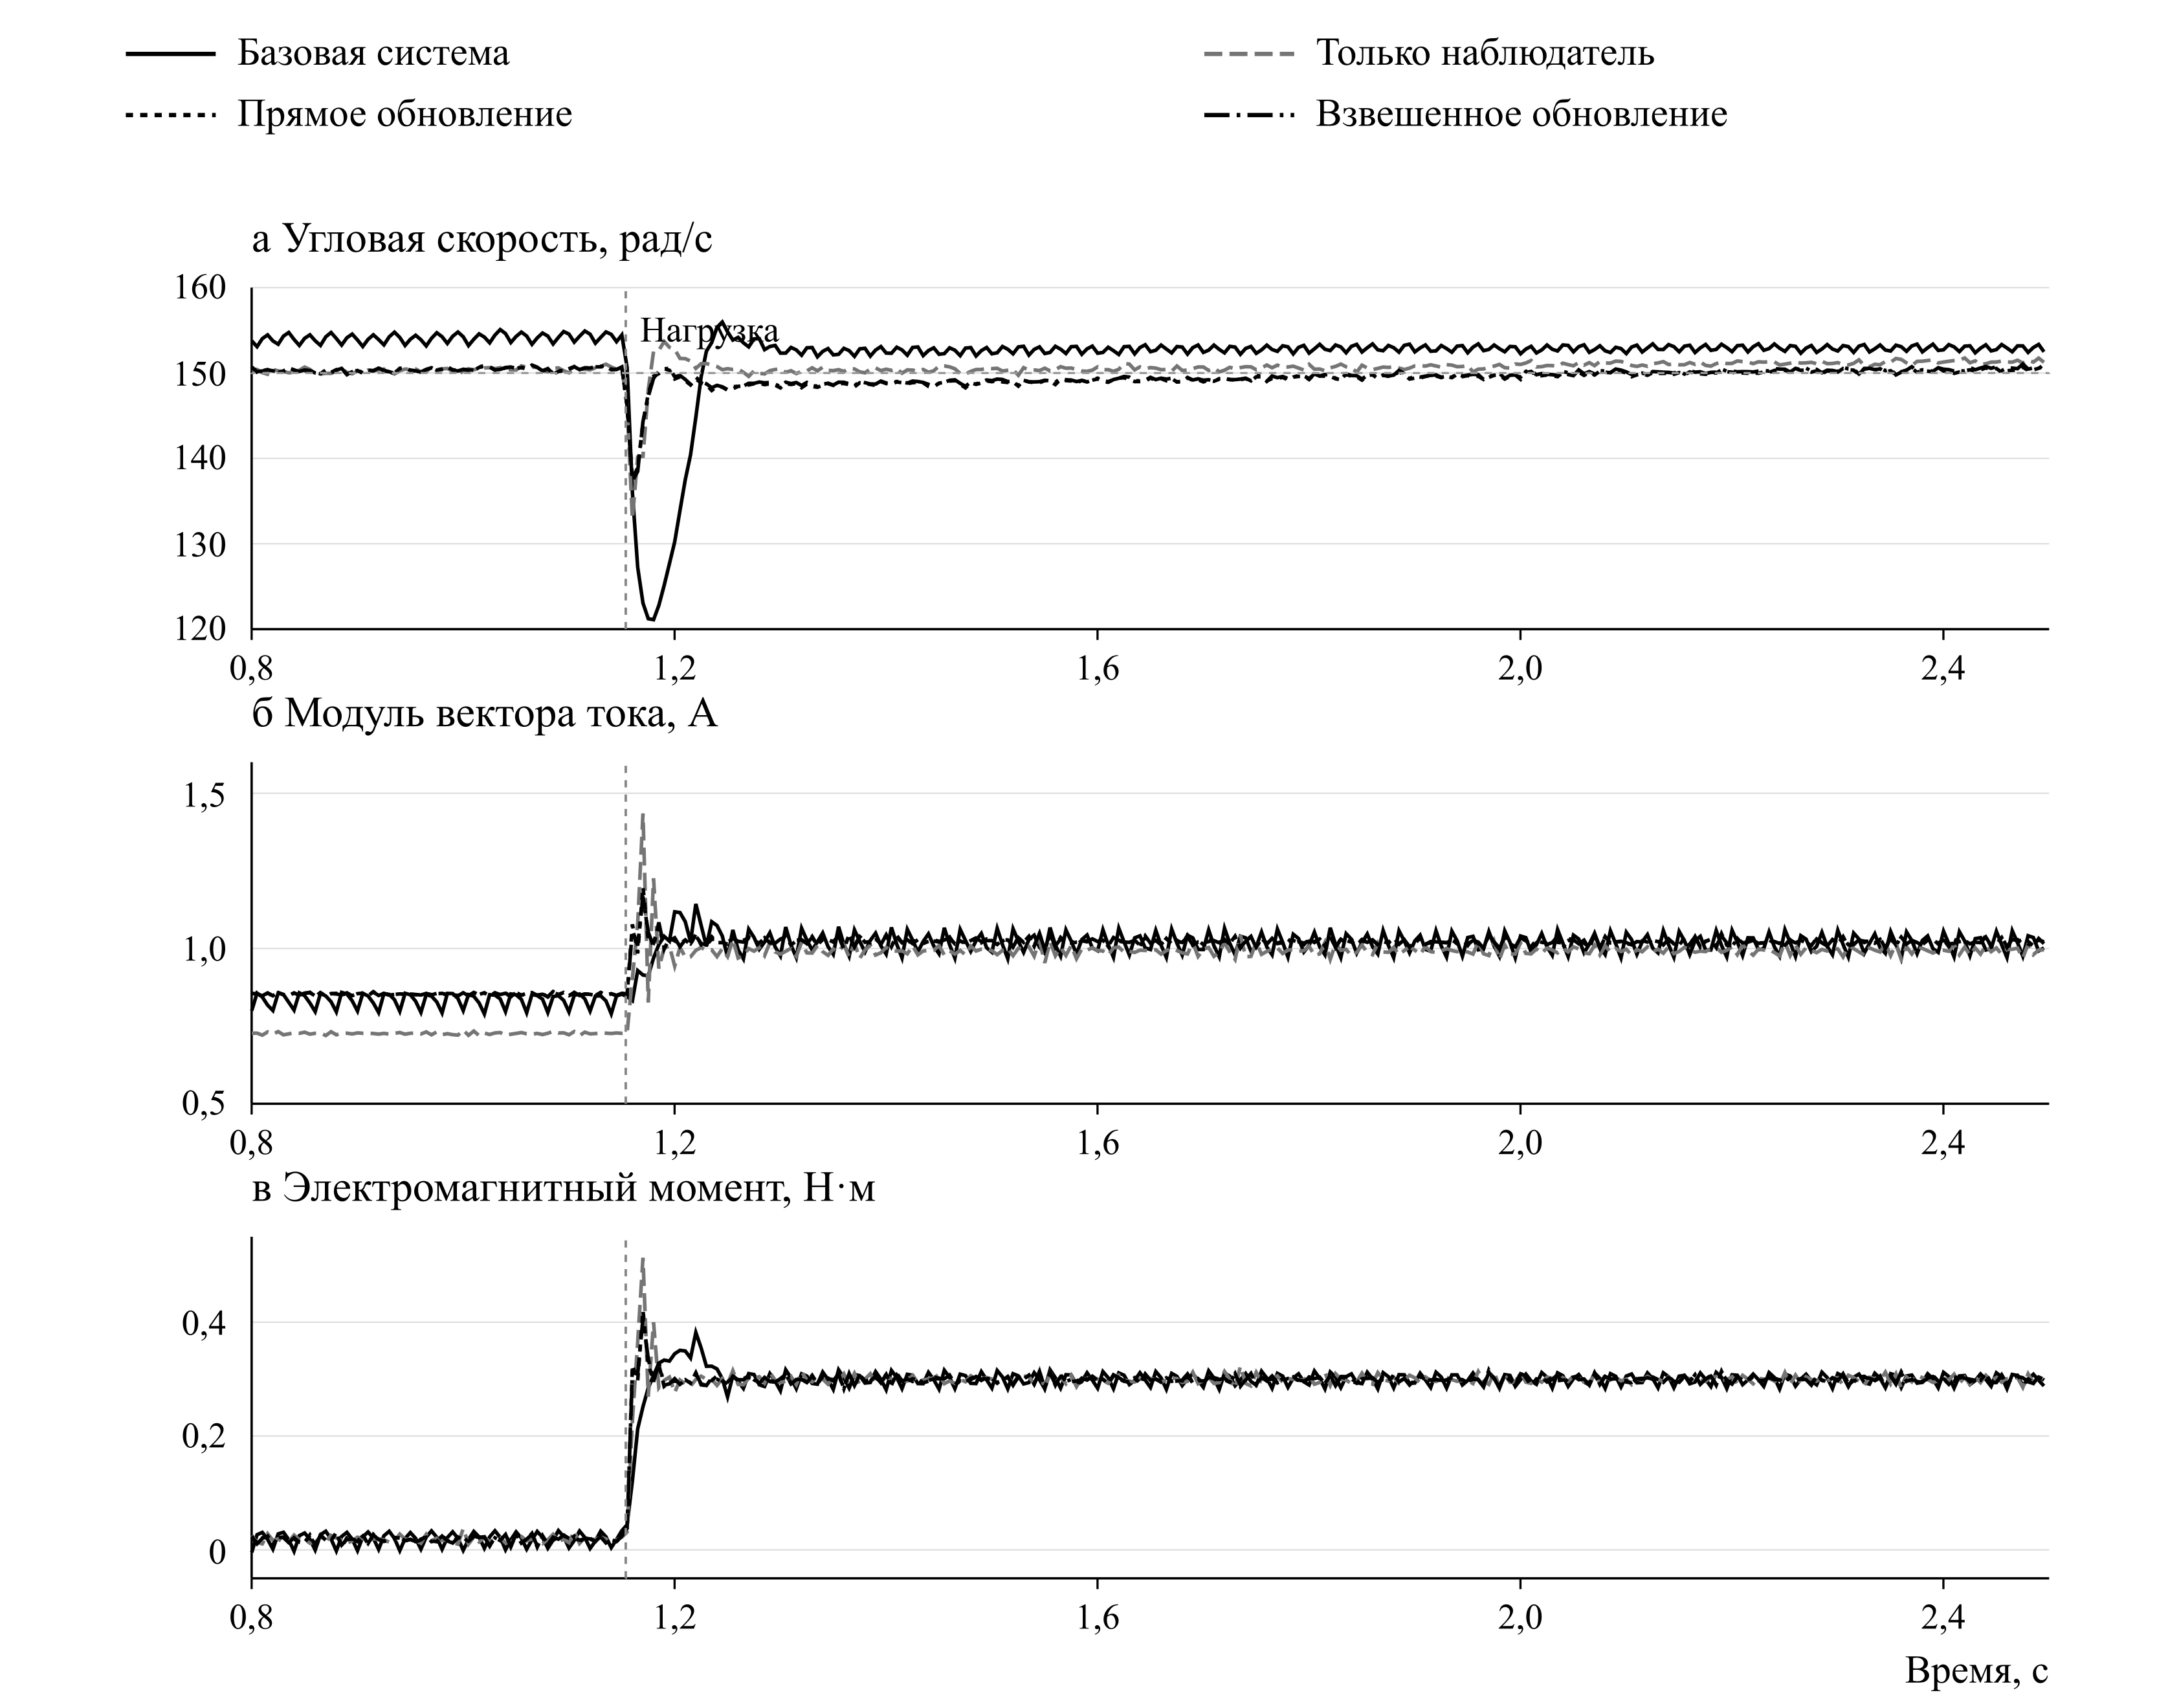 Базовая система
Только наблюдатель
Прямое обновление
Взвешенное обновление
а Угловая скорость, рад/с
160
Нагрузка
150
140
130
120
0,8 1,2 1,6 2,0 2,4
б Модуль вектора тока, А
1,5
1,0
0,5
0,8 1,2 1,6 2,0 2,4
в Электромагнитный момент, Н·м
0,4
0,2
0
0,8 1,2 1,6 2,0 2,4
Время, с